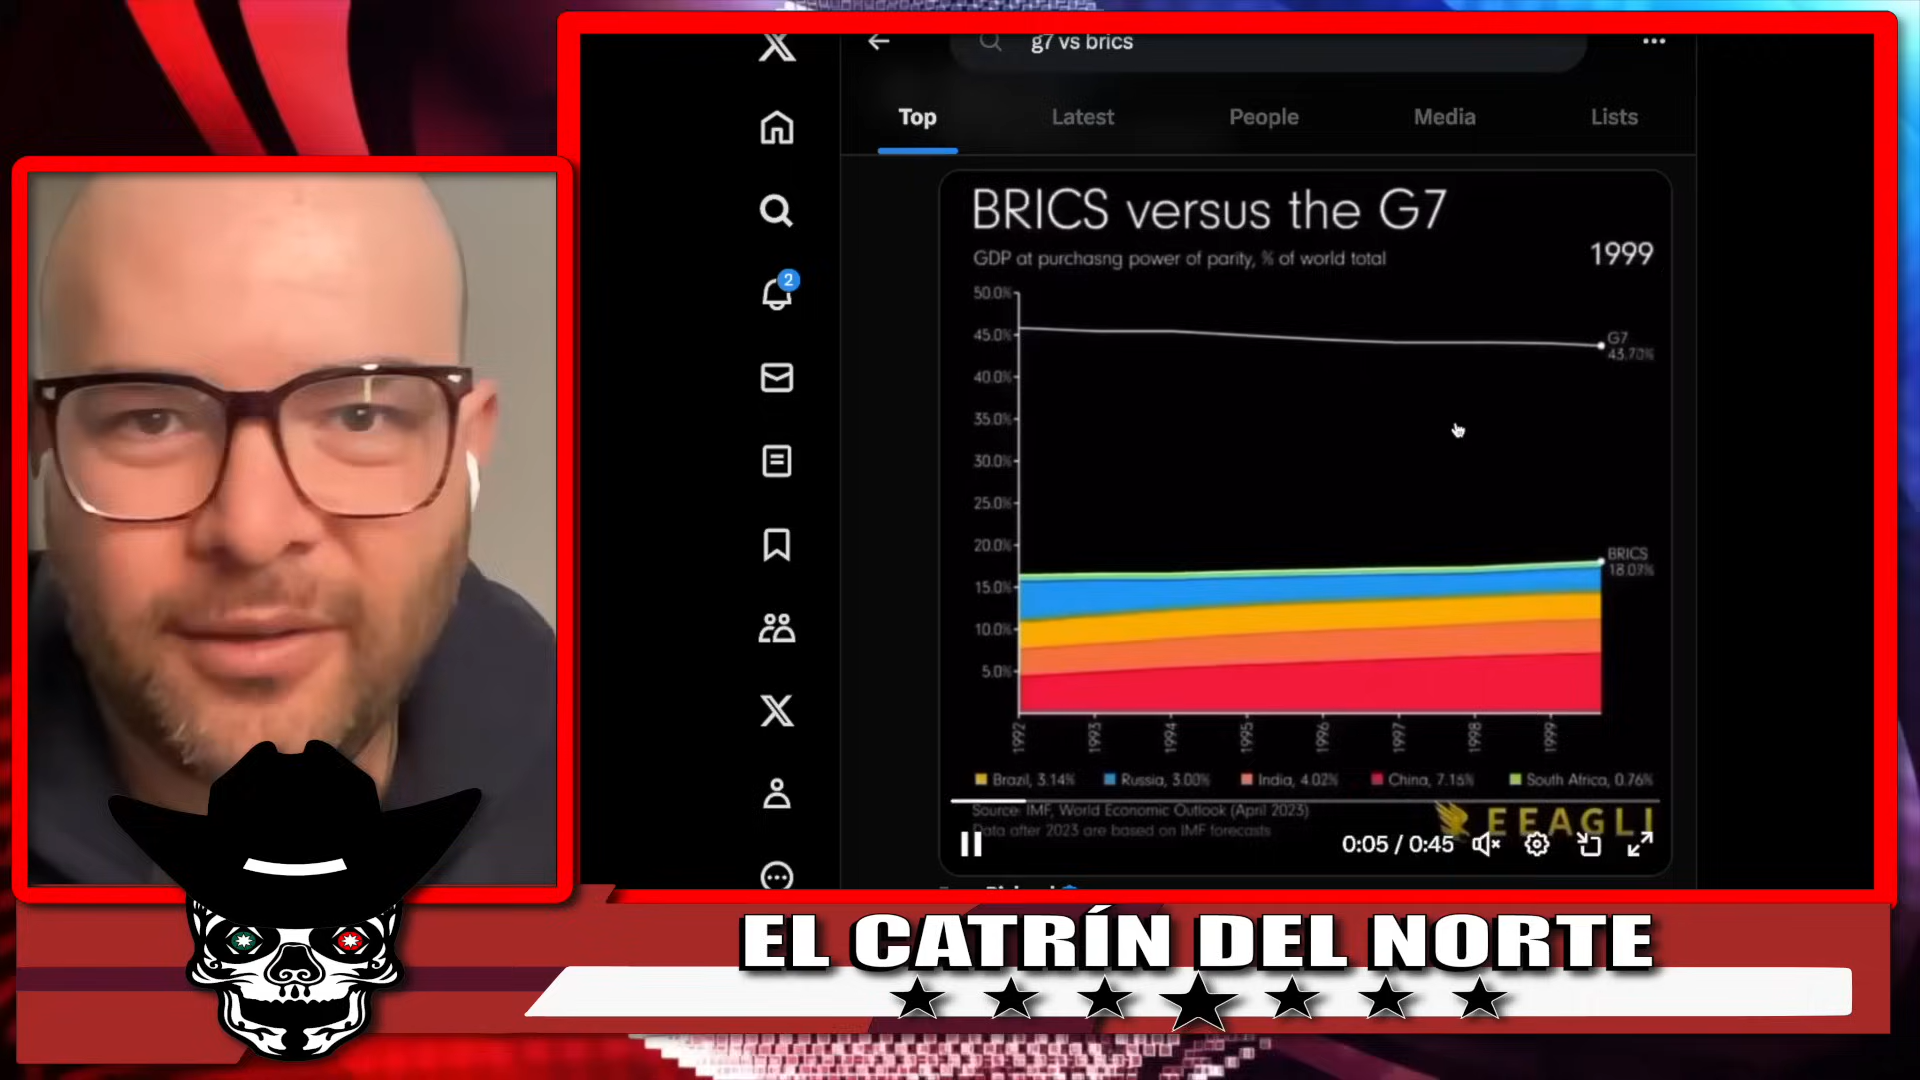 g7 vs brics
Top Latest People Media Lists
2
BRICS versus the G7
GDP at purchasng power of parity, % of world total
1999
50.0%
45.0%
40.0%
35.0%
30.0%
25.0%
20.0%
15.0%
10.0%
5.0%
G7
43.70%
BRICS
18.07%
1992 1993 1994 1995 1996 1997 1998 1999
Brazil, 3.14% Russia, 3.00% India, 4.02% China, 7.15% South Africa, 0.76%
Source: IMF, World Economic Outlook (April 2023)
Data after 2023 are based on IMF forecasts
EEAGLI
0:05 / 0:45
EL CATRÍN DEL NORTE